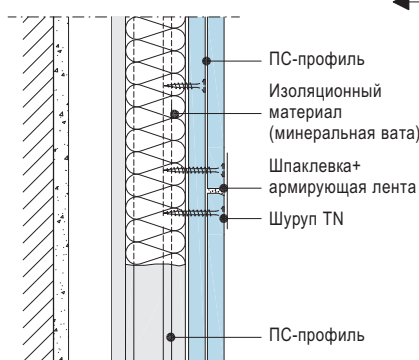 ПС-профиль
Изоляционный
материал
(минеральная вата)
Шпаклевка+
армирующая лента
Шуруп TN
ПС-профиль